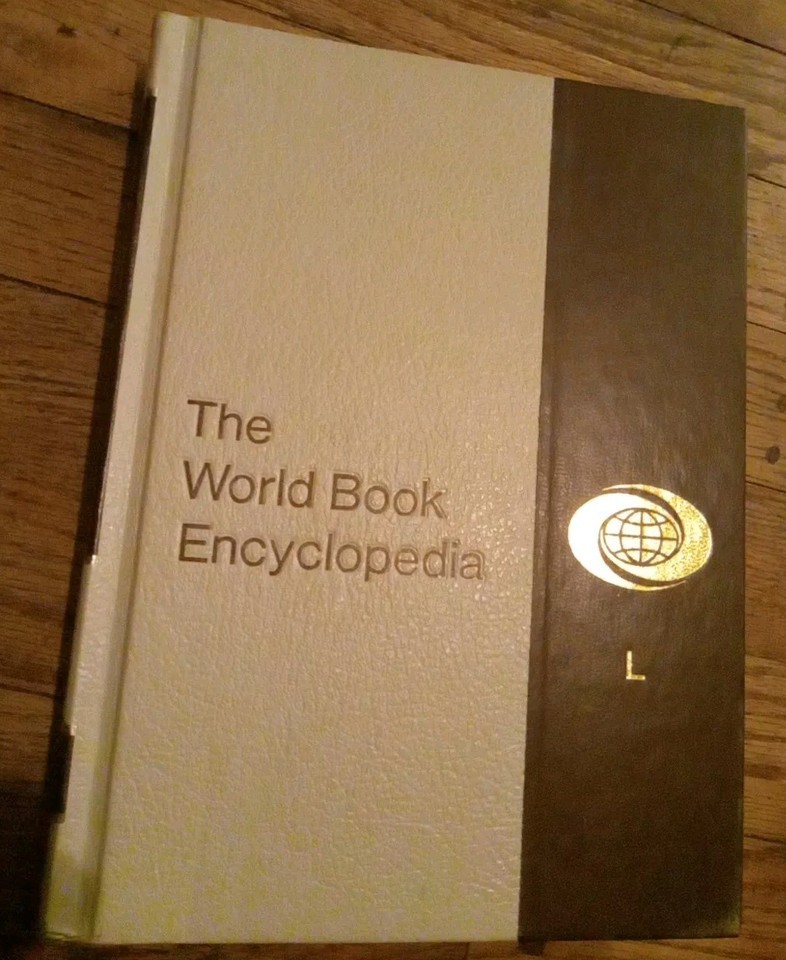 The
World Book
Encyclopedia
L